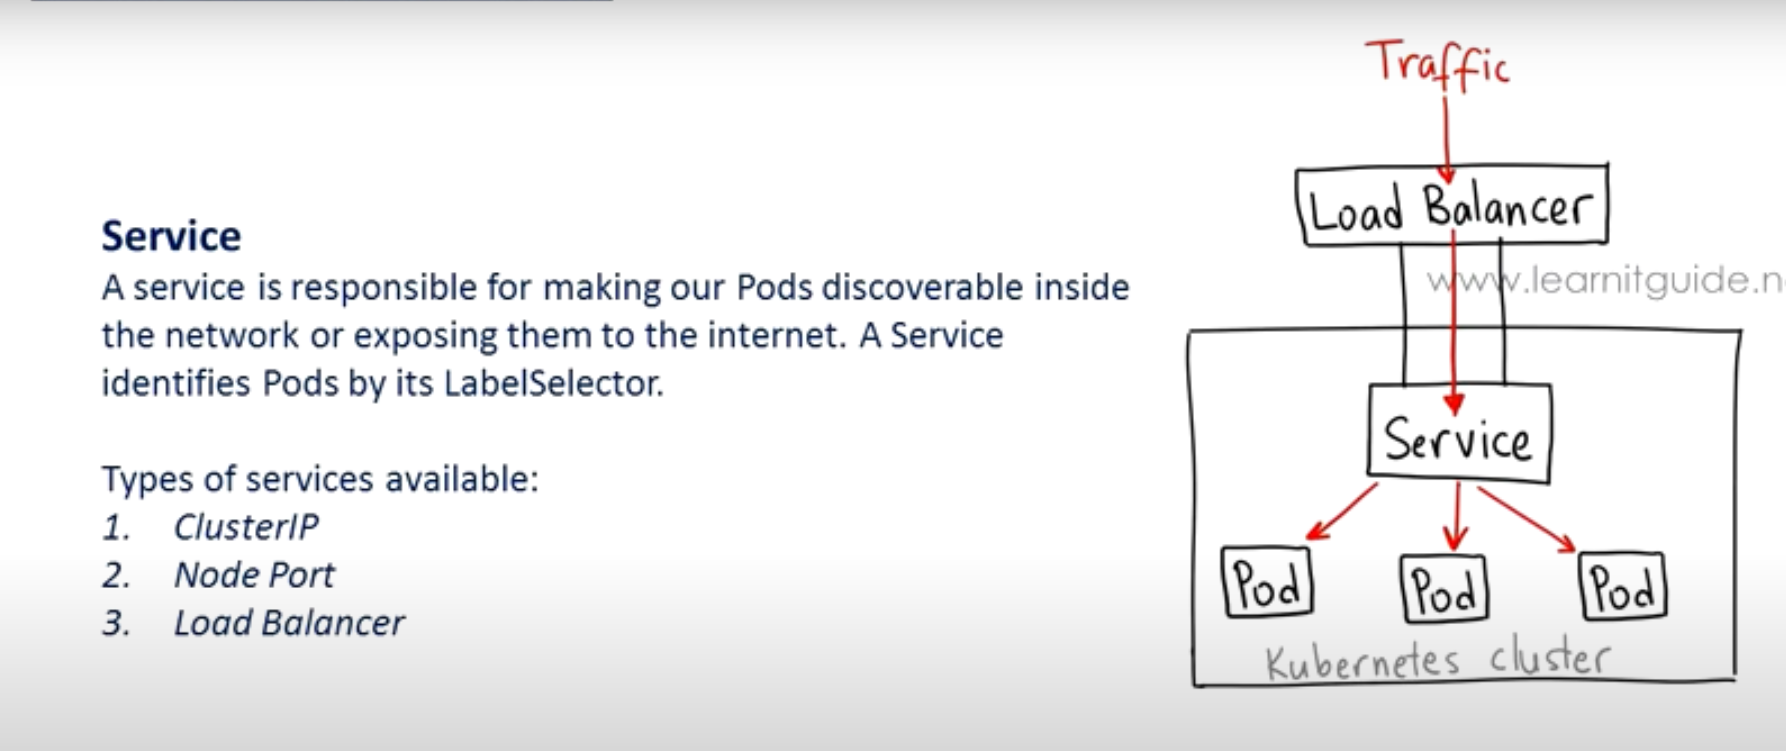 Service
A service is responsible for making our Pods discoverable inside
the network or exposing them to the internet. A Service
identifies Pods by its LabelSelector.
Types of services available:
1. ClusterIP
2. Node Port
3. Load Balancer
Traffic
Load Balancer
www.learnitguide.n
Service
Pod Pod Pod
Kubernetes cluster